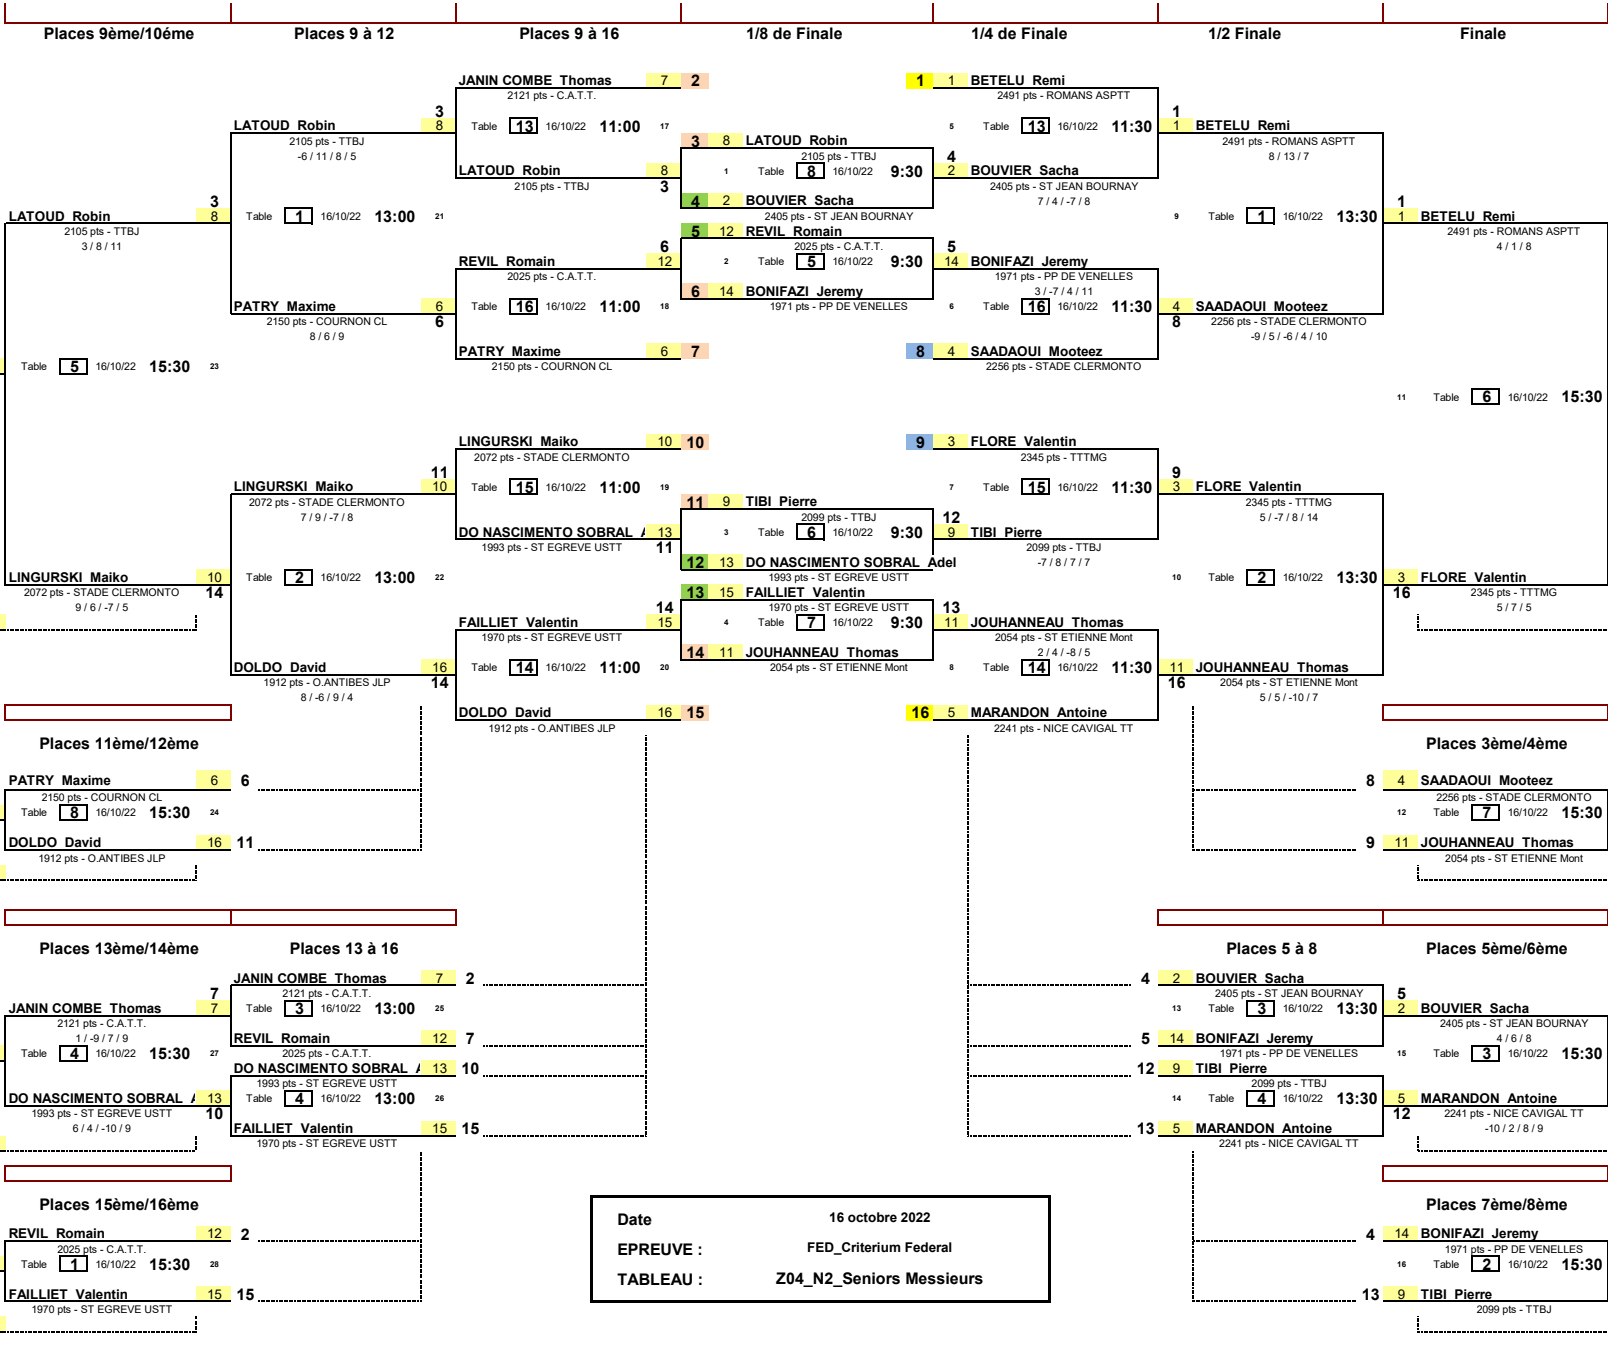 Places 9ème/10éme Places 9 à 12 Places 9 à 16 1/8 de Finale 1/4 de Finale 1/2 Finale Finale
JANIN COMBE Thomas 7 2 1 1 BETELU Remi
2121 pts - C.A.T.T. 2491 pts - ROMANS ASPTT
3 1
LATOUD Robin 8 Table 13 16/10/22 11:00 17 5 Table 13 16/10/22 11:30 1 BETELU Remi
2105 pts - TTBJ 3 8 LATOUD Robin 2491 pts - ROMANS ASPTT
-6 / 11 / 8 / 5 2105 pts - TTBJ 4 8 / 13 / 7
LATOUD Robin 8 1 Table 8 16/10/22 9:30 2 BOUVIER Sacha
2105 pts - TTBJ 3 2405 pts - ST JEAN BOURNAY
3 4 2 BOUVIER Sacha 7 / 4 / -7 / 8 1
LATOUD Robin 8 Table 1 16/10/22 13:00 21 2405 pts - ST JEAN BOURNAY 9 Table 1 16/10/22 13:30 1 BETELU Remi
2105 pts - TTBJ 5 12 REVIL Romain 2491 pts - ROMANS ASPTT
3 / 8 / 11 6 2025 pts - C.A.T.T. 5 4 / 1 / 8
REVIL Romain 12 2 Table 5 16/10/22 9:30 14 BONIFAZI Jeremy
2025 pts - C.A.T.T. 1971 pts - PP DE VENELLES
6 14 BONIFAZI Jeremy 3 / -7 / 4 / 11
PATRY Maxime 6 Table 16 16/10/22 11:00 18 1971 pts - PP DE VENELLES 6 Table 16 16/10/22 11:30 4 SAADAOUI Mooteez
2150 pts - COURNON CL 6 8 2256 pts - STADE CLERMONTO
8 / 6 / 9 -9 / 5 / -6 / 4 / 10
PATRY Maxime 6 7 8 4 SAADAOUI Mooteez
2150 pts - COURNON CL 2256 pts - STADE CLERMONTO
Table 5 16/10/22 15:30 23
11 Table 6 16/10/22 15:30
LINGURSKI Maiko 10 10 9 3 FLORE Valentin
2072 pts - STADE CLERMONTO 2345 pts - TTTMG
11 9
LINGURSKI Maiko 10 Table 15 16/10/22 11:00 19 7 Table 15 16/10/22 11:30 3 FLORE Valentin
2072 pts - STADE CLERMONTO 11 9 TIBI Pierre 2345 pts - TTTMG
7 / 9 / -7 / 8 2099 pts - TTBJ 12 5 / -7 / 8 / 14
DO NASCIMENTO SOBRAL A 13 3 Table 6 16/10/22 9:30 9 TIBI Pierre
1993 pts - ST EGREVE USTT 11 2099 pts - TTBJ
12 13 DO NASCIMENTO SOBRAL Adel -7 / 8 / 7 / 7
LINGURSKI Maiko 10 Table 2 16/10/22 13:00 22 1993 pts - ST EGREVE USTT 10 Table 2 16/10/22 13:30 3 FLORE Valentin
2072 pts - STADE CLERMONTO 14 13 15 FAILLIET Valentin 16 2345 pts - TTTMG
9 / 6 / -7 / 5 14 1970 pts - ST EGREVE USTT 13 5 / 7 / 5
FAILLIET Valentin 15 4 Table 7 16/10/22 9:30 11 JOUHANNEAU Thomas
1970 pts - ST EGREVE USTT 2054 pts - ST ETIENNE Mont
14 11 JOUHANNEAU Thomas 2 / 4 / -8 / 5
DOLDO David 16 Table 14 16/10/22 11:00 20 2054 pts - ST ETIENNE Mont 8 Table 14 16/10/22 11:30 11 JOUHANNEAU Thomas
1912 pts - O.ANTIBES JLP 14 16 2054 pts - ST ETIENNE Mont
8 / -6 / 9 / 4 5 / 5 / -10 / 7
DOLDO David 16 15 16 5 MARANDON Antoine
1912 pts - O.ANTIBES JLP 2241 pts - NICE CAVIGAL TT
Places 11ème/12ème Places 3ème/4ème
PATRY Maxime 6 6 8 4 SAADAOUI Mooteez
2150 pts - COURNON CL 2256 pts - STADE CLERMONTO
Table 8 16/10/22 15:30 24 12 Table 7 16/10/22 15:30
DOLDO David 16 11 9 11 JOUHANNEAU Thomas
1912 pts - O.ANTIBES JLP 2054 pts - ST ETIENNE Mont
Places 13ème/14ème Places 13 à 16 Places 5 à 8 Places 5ème/6ème
JANIN COMBE Thomas 7 2 4 2 BOUVIER Sacha
7 2121 pts - C.A.T.T. 2405 pts - ST JEAN BOURNAY 5
JANIN COMBE Thomas 7 Table 3 16/10/22 13:00 25 13 Table 3 16/10/22 13:30 2 BOUVIER Sacha
2121 pts - C.A.T.T. 2405 pts - ST JEAN BOURNAY
1 / -9 / 7 / 9 REVIL Romain 12 7 5 14 BONIFAZI Jeremy 4 / 6 / 8
Table 4 16/10/22 15:30 27 2025 pts - C.A.T.T. 1971 pts - PP DE VENELLES 15 Table 3 16/10/22 15:30
DO NASCIMENTO SOBRAL A 13 10 12 9 TIBI Pierre
1993 pts - ST EGREVE USTT 2099 pts - TTBJ
DO NASCIMENTO SOBRAL A 13 Table 4 16/10/22 13:00 26 14 Table 4 16/10/22 13:30 5 MARANDON Antoine
1993 pts - ST EGREVE USTT 10 12 2241 pts - NICE CAVIGAL TT
6 / 4 / -10 / 9 FAILLIET Valentin 15 15 13 5 MARANDON Antoine -10 / 2 / 8 / 9
1970 pts - ST EGREVE USTT 2241 pts - NICE CAVIGAL TT
Places 15ème/16ème Places 7ème/8ème
Date 16 octobre 2022
REVIL Romain 12 2 4 14 BONIFAZI Jeremy
2025 pts - C.A.T.T. EPREUVE : FED_Criterium Federal 1971 pts - PP DE VENELLES
Table 1 16/10/22 15:30 28 16 Table 2 16/10/22 15:30
TABLEAU : Z04_N2_Seniors Messieurs
FAILLIET Valentin 15 15 13 9 TIBI Pierre
1970 pts - ST EGREVE USTT 2099 pts - TTBJ